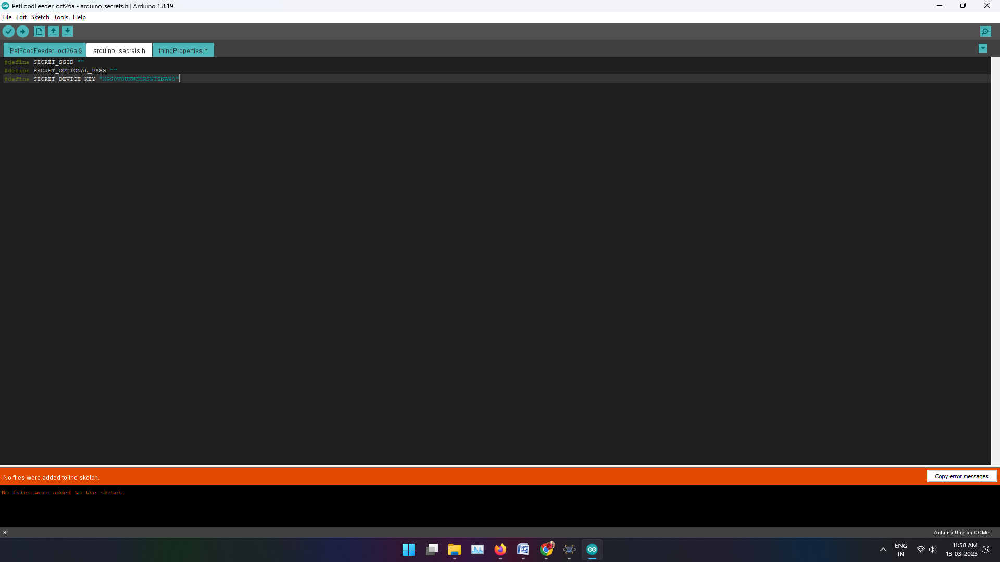 PetFoodFeeder_oct26a - arduino_secrets.h | Arduino 1.8.19
File Edit Sketch Tools Help
PetFoodFeeder_oct26a § arduino_secrets.h thingProperties.h
#define SECRET_SSID ""
#define SECRET_OPTIONAL_PASS ""
#define SECRET_DEVICE_KEY "XGS8VOUKWCHRSNTSNAW3"
No files were added to the sketch.
Copy error messages
No files were added to the sketch.
3
Arduino Uno on COM5
ENG
IN
11:58 AM
13-03-2023